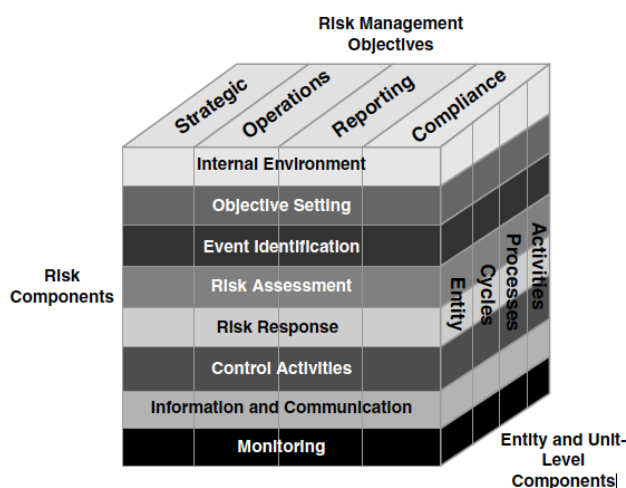 Risk Management
Objectives
Strategic
Operations
Reporting
Compliance
Internal Environment
Objective Setting
Event Identification
Risk Assessment
Risk Response
Control Activities
Information and Communication
Monitoring
Risk
Components
Entity
Cycles
Processes
Activities
Entity and Unit-
Level
Components